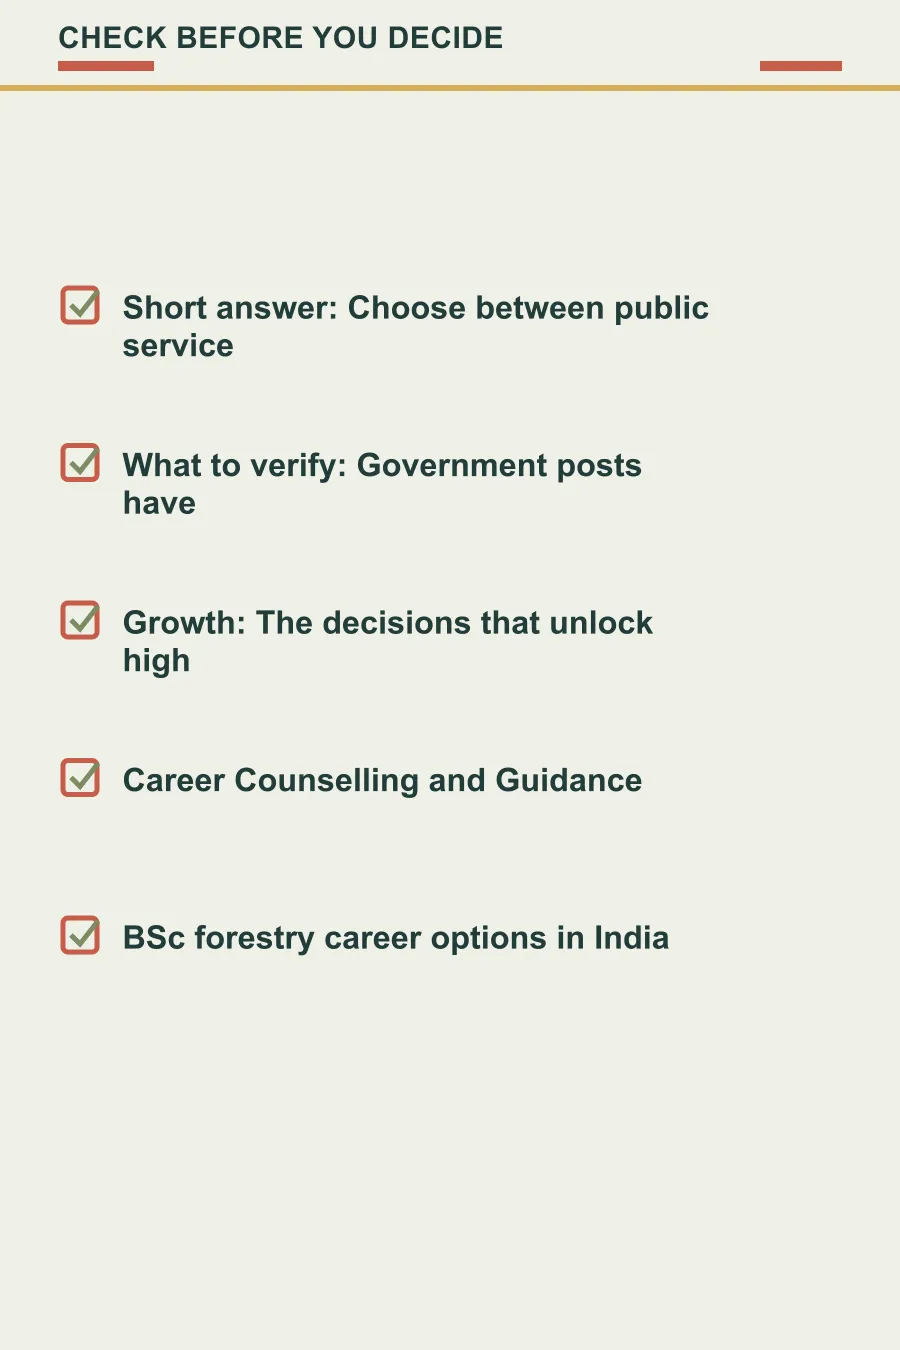 CHECK BEFORE YOU DECIDE
Short answer: Choose between public
service
What to verify: Government posts
have
Growth: The decisions that unlock
high
Career Counselling and Guidance
BSc forestry career options in India